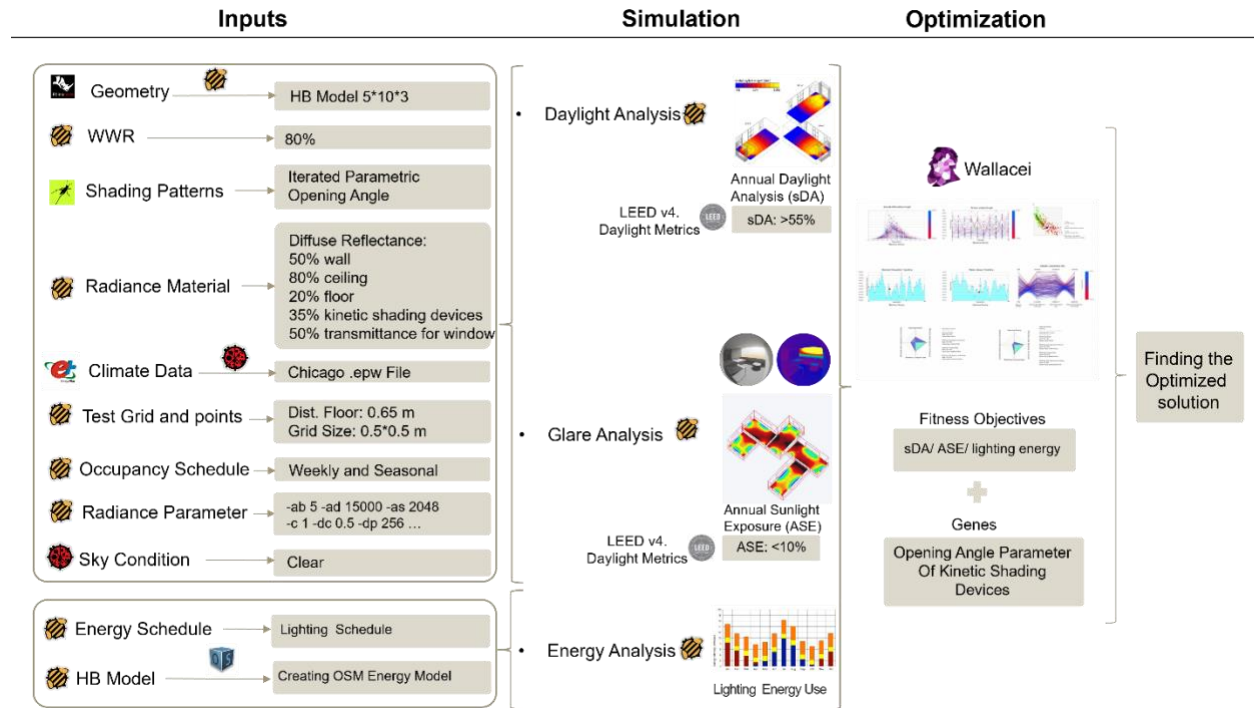 Inputs
Simulation
Optimization
Geometry
HB Model 5*10*3
WWR
80%
Shading Patterns
Iterated Parametric
Opening Angle
Radiance Material
Diffuse Reflectance:
50% wall
80% ceiling
20% floor
35% kinetic shading devices
50% transmittance for window
Climate Data
Chicago .epw File
Test Grid and points
Dist. Floor: 0.65 m
Grid Size: 0.5*0.5 m
Occupancy Schedule
Weekly and Seasonal
Radiance Parameter
-ab 5 -ad 15000 -as 2048
-c 1 -dc 0.5 -dp 256 ...
Sky Condition
Clear
Energy Schedule
Lighting Schedule
HB Model
Creating OSM Energy Model
• Daylight Analysis
Annual Daylight
Analysis (sDA)
LEED v4.
Daylight Metrics
LEED
sDA: >55%
• Glare Analysis
Annual Sunlight
Exposure (ASE)
LEED v4.
Daylight Metrics
LEED
ASE: <10%
• Energy Analysis
Lighting Energy Use
Wallacei
Fitness Objectives
sDA/ ASE/ lighting energy
Genes
Opening Angle Parameter
Of Kinetic Shading
Devices
Finding the
Optimized
solution